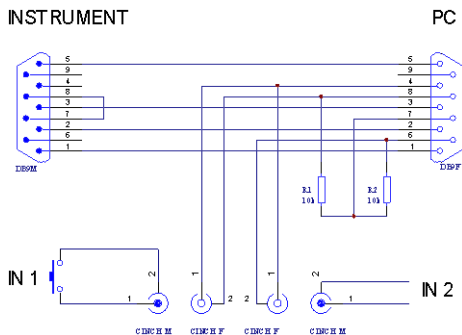 INSTRUMENT PC
5 5
9 9
4 4
8 8
3 3
7 7
2 2
6 6
1 1
DB9M DB9F
R1 R2
10k 10k
IN 1 IN 2
2 1 1 2
1 2 2 1
CINCH M CINCH F CINCH F CINCH M